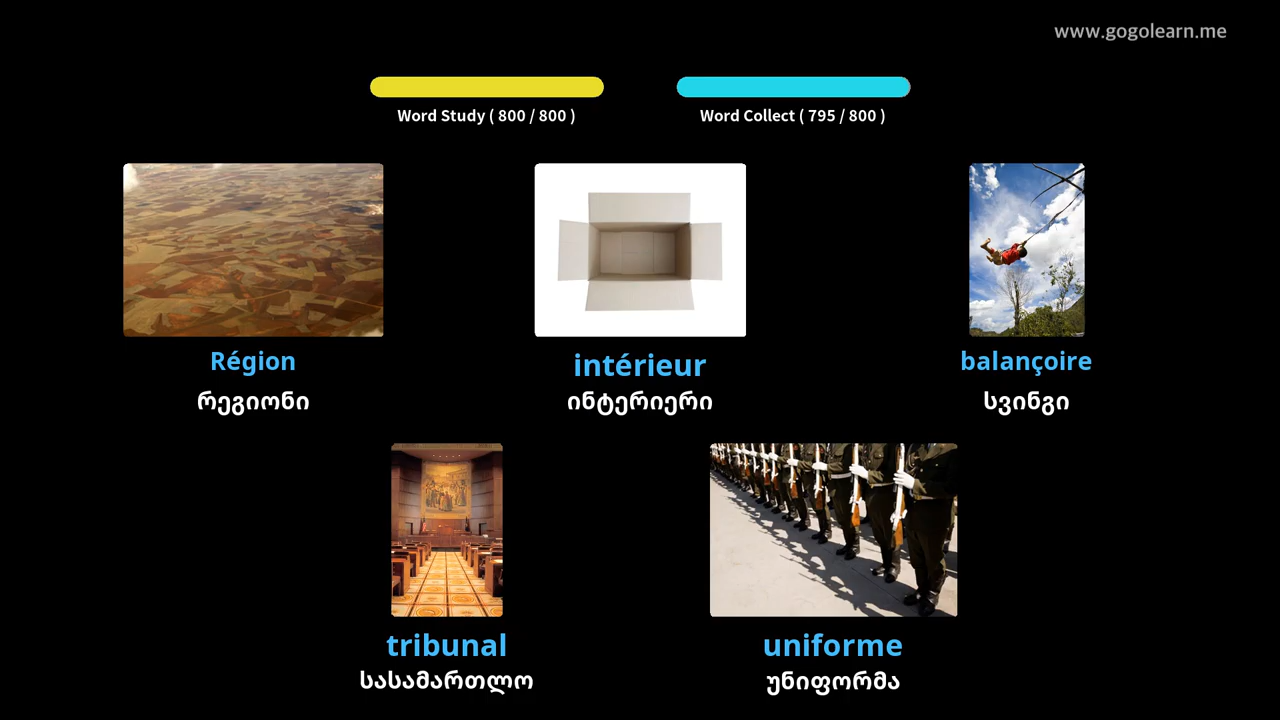 www.gogolearn.me
Word Study ( 800 / 800 )
Word Collect ( 795 / 800 )
Région
რეგიონი
intérieur
ინტერიერი
balançoire
სვინგი
tribunal
სასამართლო
uniforme
უნიფორმა